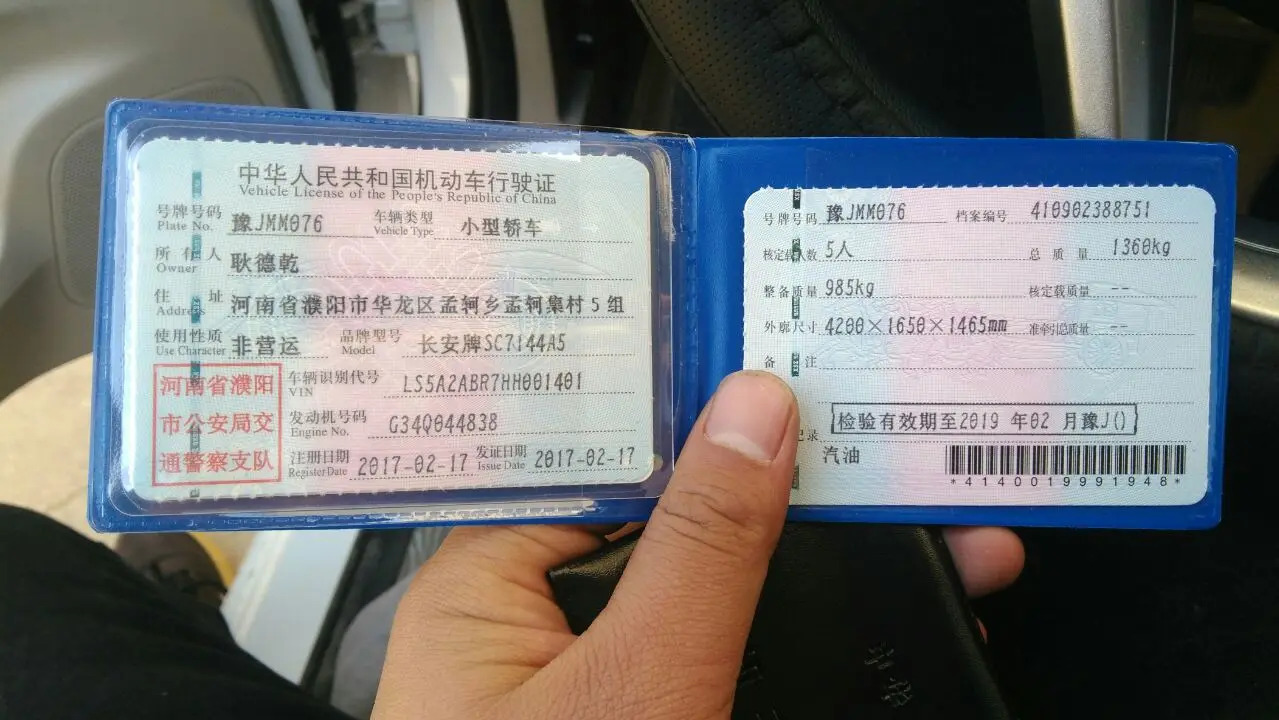 中华人民共和国机动车行驶证
Vehicle License of the People's Republic of China
号牌号码 豫JMM076 车辆类型 小型轿车
Plate No. Vehicle Type
所有人 耿德乾
Owner
住址 河南省濮阳市华龙区孟轲乡孟轲集村5组
Address
使用性质 非营运 品牌型号 长安牌SC7144A5
Use Character Model
河南省濮阳
市公安局交
通警察支队
车辆识别代号 LS5A2ABR7HH001401
VIN
发动机号码 G34Q044838
Engine No.
注册日期 2017-02-17 发证日期 2017-02-17
Register Date Issue Date
号牌号码 豫JMM076 档案编号 410902388751
核定载人数 5人 总质量 1360kg
整备质量 985kg 核定载质量 --
外廓尺寸 4200×1650×1465mm 准牵引总质量 --
备注
检验有效期至2019年02月豫J()
记录
汽油
*4140019991948*